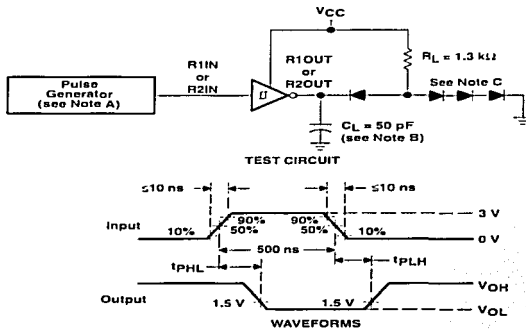 VCC
R1IN
or
R2IN
R1OUT
or
R2OUT
RL = 1.3 kΩ
See Note C
Pulse
Generator
(see Note A)
CL = 50 pF
(see Note B)
TEST CIRCUIT
≤10 ns
≤10 ns
Input
10%
90%
50%
90%
50%
10%
3 V
0 V
500 ns
tPHL
tPLH
Output
1.5 V
1.5 V
VOH
VOL
WAVEFORMS